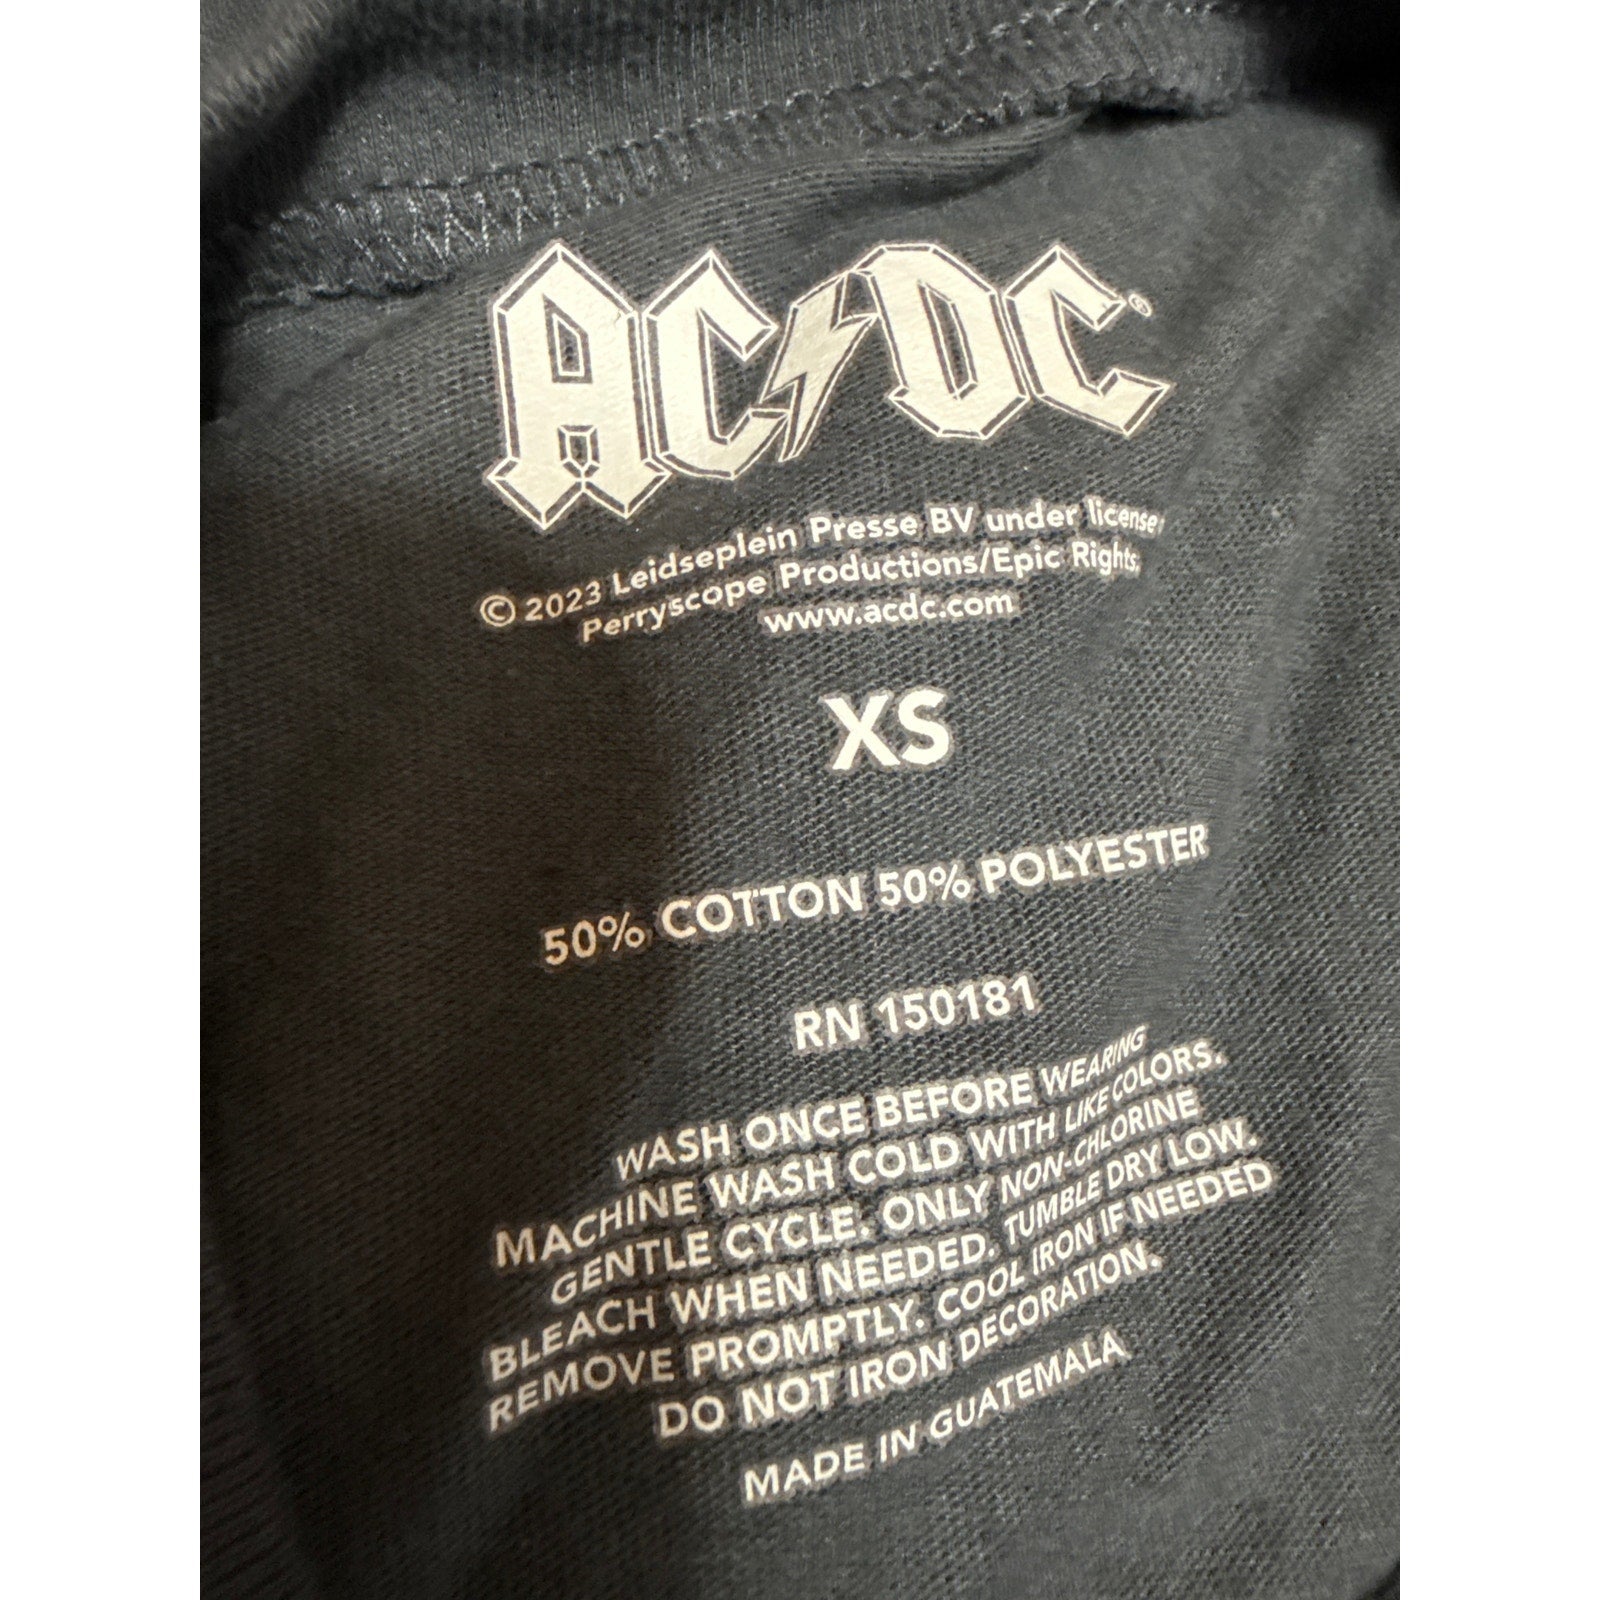 AC⚡DC®
© 2023 Leidseplein Presse BV under license
Perryscope Productions/Epic Rights.
www.acdc.com
XS
50% COTTON 50% POLYESTER
RN 150181
WASH ONCE BEFORE WEARING
MACHINE WASH COLD WITH LIKE COLORS.
GENTLE CYCLE. ONLY NON-CHLORINE
BLEACH WHEN NEEDED. TUMBLE DRY LOW.
REMOVE PROMPTLY. COOL IRON IF NEEDED
DO NOT IRON DECORATION.
MADE IN GUATEMALA